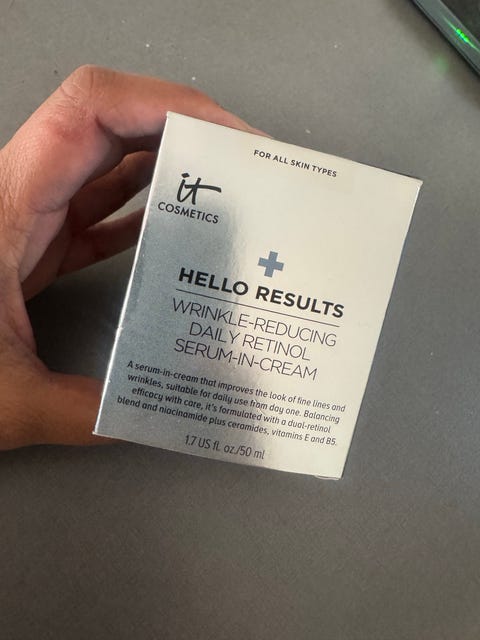 FOR ALL SKIN TYPES
it
COSMETICS
HELLO RESULTS
WRINKLE-REDUCING
DAILY RETINOL
SERUM-IN-CREAM
A serum-in-cream that improves the look of fine lines and
wrinkles, suitable for daily use from day one. Balancing
efficacy with care, it's formulated with a dual-retinol
blend and niacinamide plus ceramides, vitamins E and B5.
1.7 US fl. oz./50 ml